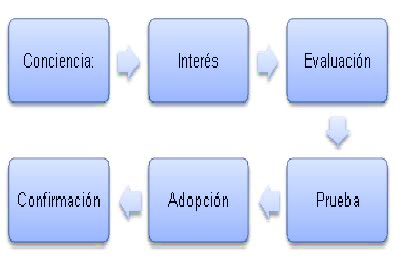 Conciencia:
Interés
Evaluación
Prueba
Adopción
Confirmación